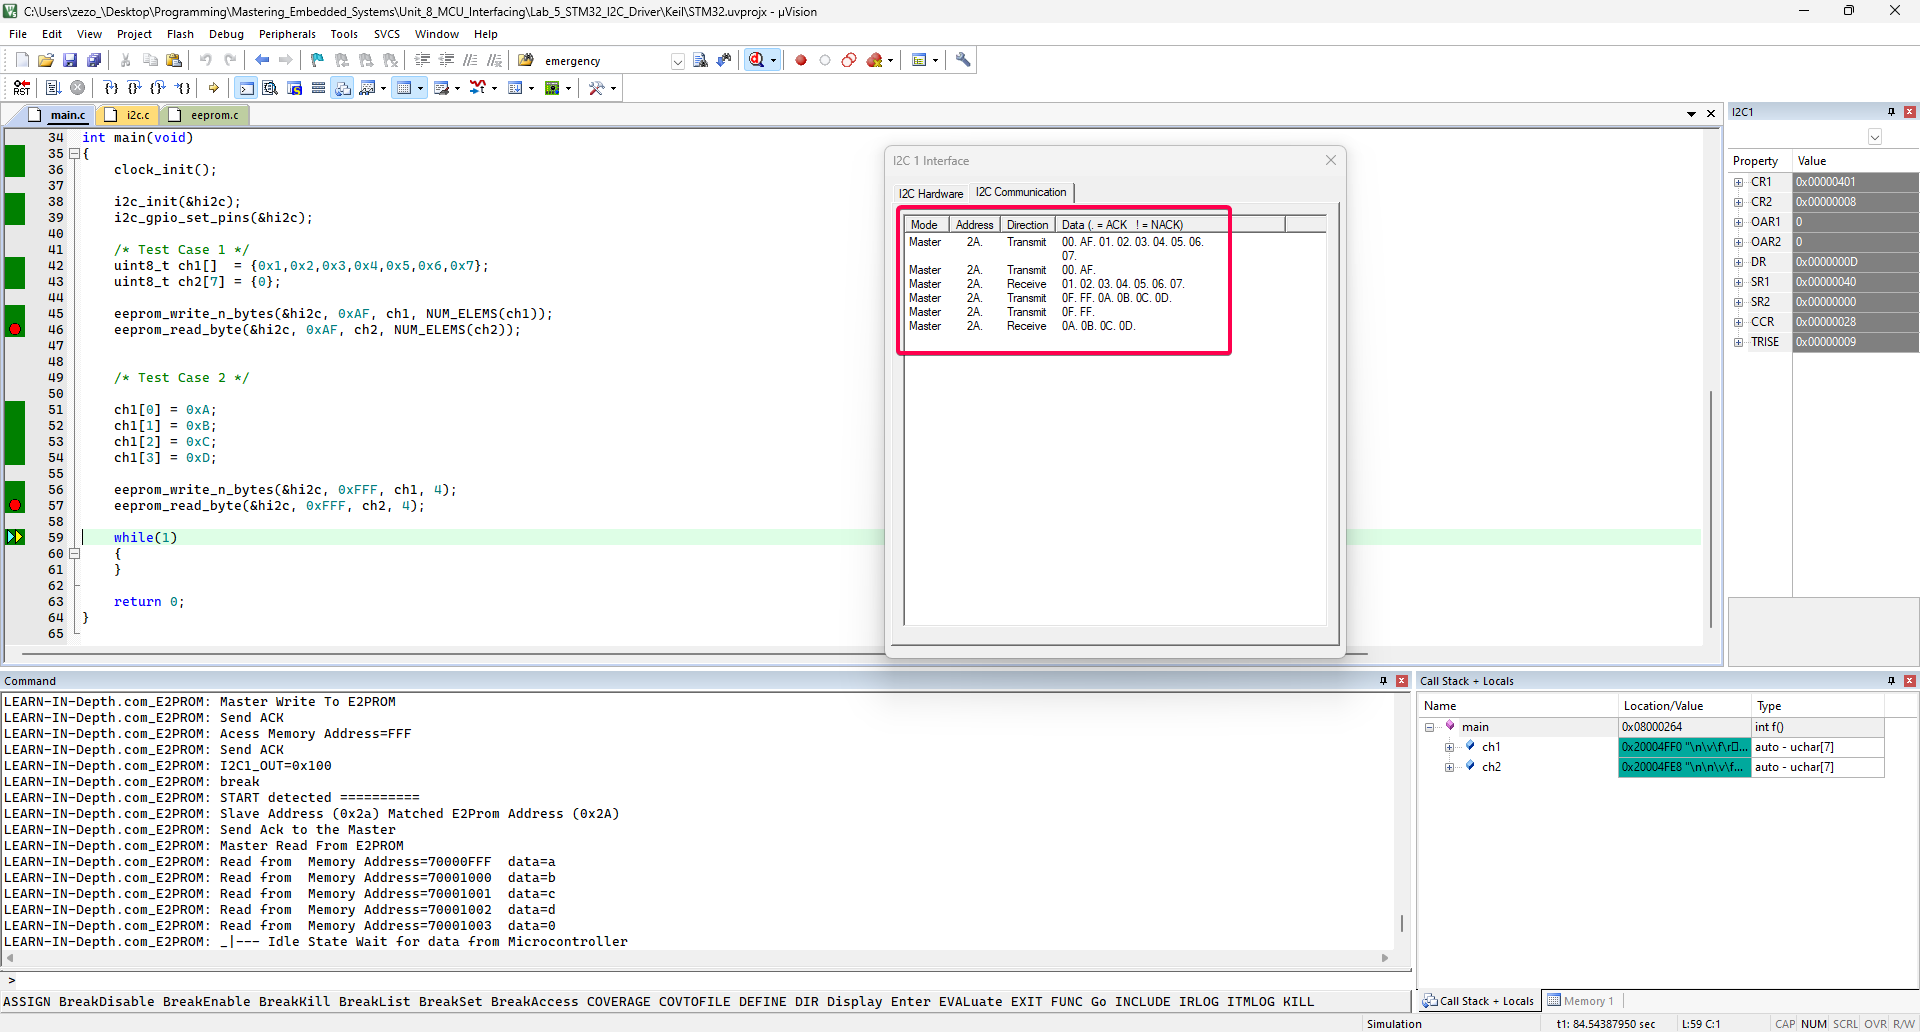 C:\Users\zezo_\Desktop\Programming\Mastering_Embedded_Systems\Unit_8_MCU_Interfacing\Lab_5_STM32_I2C_Driver\Keil\STM32.uvprojx - µVision
File Edit View Project Flash Debug Peripherals Tools SVCS Window Help
emergency
RST
main.c i2c.c eeprom.c
34 int main(void)
35 {
36 clock_init();
37
38 i2c_init(&hi2c);
39 i2c_gpio_set_pins(&hi2c);
40
41 /* Test Case 1 */
42 uint8_t ch1[] = {0x1,0x2,0x3,0x4,0x5,0x6,0x7};
43 uint8_t ch2[7] = {0};
44
45 eeprom_write_n_bytes(&hi2c, 0xAF, ch1, NUM_ELEMS(ch1));
46 eeprom_read_byte(&hi2c, 0xAF, ch2, NUM_ELEMS(ch2));
47
48
49 /* Test Case 2 */
50
51 ch1[0] = 0xA;
52 ch1[1] = 0xB;
53 ch1[2] = 0xC;
54 ch1[3] = 0xD;
55
56 eeprom_write_n_bytes(&hi2c, 0xFFF, ch1, 4);
57 eeprom_read_byte(&hi2c, 0xFFF, ch2, 4);
58
59 while(1)
60 {
61 }
62
63 return 0;
64 }
65
I2C 1 Interface
I2C Hardware I2C Communication
Mode Address Direction Data (. = ACK ! = NACK)
Master 2A. Transmit 00. AF. 01. 02. 03. 04. 05. 06.
07.
Master 2A. Transmit 00. AF.
Master 2A. Receive 01. 02. 03. 04. 05. 06. 07.
Master 2A. Transmit 0F. FF. 0A. 0B. 0C. 0D.
Master 2A. Transmit 0F. FF.
Master 2A. Receive 0A. 0B. 0C. 0D.
I2C1
Property Value
CR1 0x00000401
CR2 0x00000008
OAR1 0
OAR2 0
DR 0x0000000D
SR1 0x00000040
SR2 0x00000000
CCR 0x00000028
TRISE 0x00000009
Command
LEARN-IN-Depth.com_E2PROM: Master Write To E2PROM
LEARN-IN-Depth.com_E2PROM: Send ACK
LEARN-IN-Depth.com_E2PROM: Acess Memory Address=FFF
LEARN-IN-Depth.com_E2PROM: Send ACK
LEARN-IN-Depth.com_E2PROM: I2C1_OUT=0x100
LEARN-IN-Depth.com_E2PROM: break
LEARN-IN-Depth.com_E2PROM: START detected ==========
LEARN-IN-Depth.com_E2PROM: Slave Address (0x2a) Matched E2Prom Address (0x2A)
LEARN-IN-Depth.com_E2PROM: Send Ack to the Master
LEARN-IN-Depth.com_E2PROM: Master Read From E2PROM
LEARN-IN-Depth.com_E2PROM: Read from Memory Address=70000FFF data=a
LEARN-IN-Depth.com_E2PROM: Read from Memory Address=70001000 data=b
LEARN-IN-Depth.com_E2PROM: Read from Memory Address=70001001 data=c
LEARN-IN-Depth.com_E2PROM: Read from Memory Address=70001002 data=d
LEARN-IN-Depth.com_E2PROM: Read from Memory Address=70001003 data=0
LEARN-IN-Depth.com_E2PROM: _|--- Idle State Wait for data from Microcontroller
>
ASSIGN BreakDisable BreakEnable BreakKill BreakList BreakSet BreakAccess COVERAGE COVTOFILE DEFINE DIR Display Enter EVALuate EXIT FUNC Go INCLUDE IRLOG ITMLOG KILL
Call Stack + Locals
Name Location/Value Type
main 0x08000264 int f()
ch1 0x20004FF0 "\n\v\f\r□... auto - uchar[7]
ch2 0x20004FE8 "\n\n\v\f... auto - uchar[7]
Call Stack + Locals Memory 1
Simulation t1: 84.54387950 sec L:59 C:1 CAP NUM SCRL OVR R/W